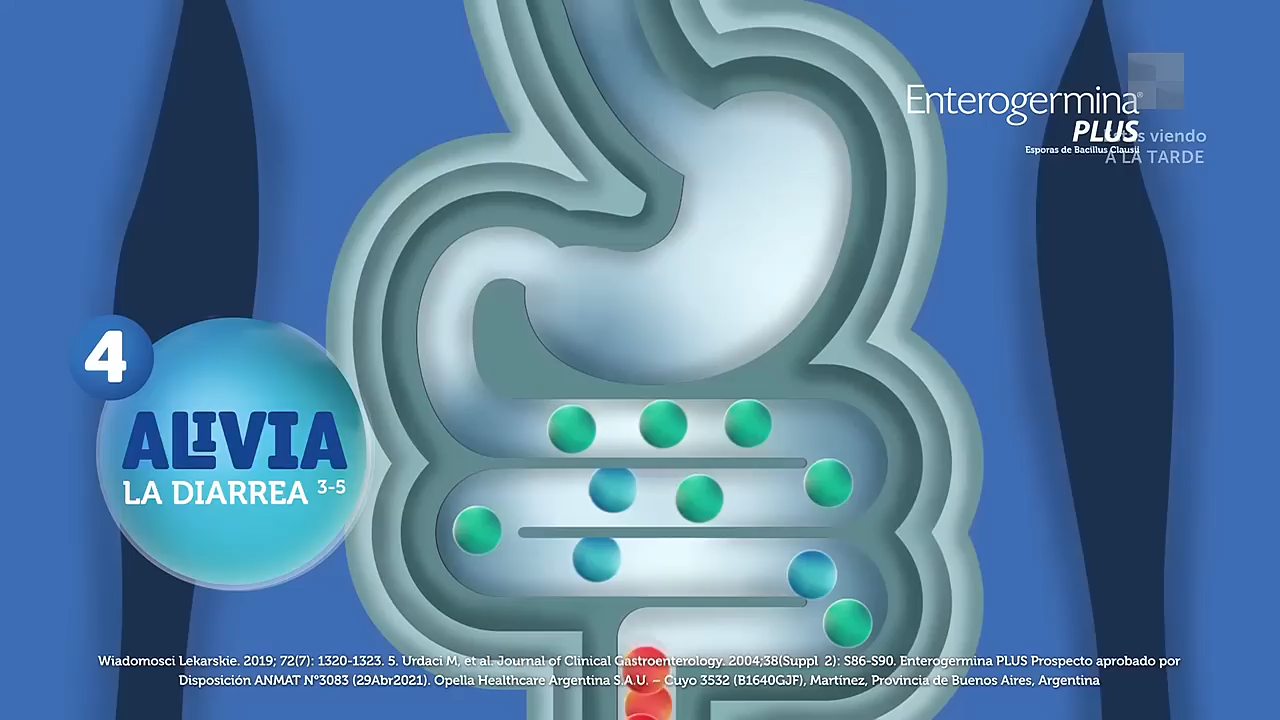 Enterogermina®
PLUS
Esporas de Bacillus Clausii
viendo
A LA TARDE
4
ALIVIA
LA DIARREA 3-5
Wiadomosci Lekarskie. 2019; 72(7): 1320-1323. 5. Urdaci M, et al. Journal of Clinical Gastroenterology. 2004;38(Suppl 2): S86-S90. Enterogermina PLUS Prospecto aprobado por
Disposición ANMAT N°3083 (29Abr2021). Opella Healthcare Argentina S.A.U. – Cuyo 3532 (B1640GJF), Martínez, Provincia de Buenos Aires, Argentina